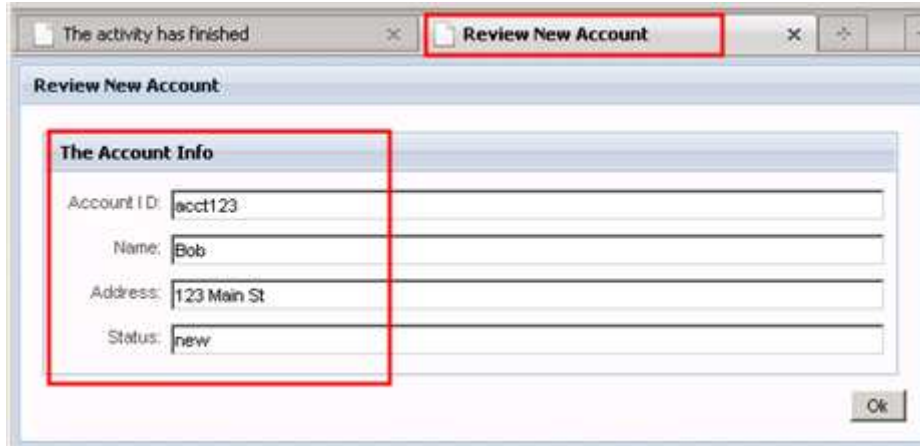 The activity has finished
Review New Account
Review New Account
The Account Info
Account ID: acct123
Name: Bob
Address: 123 Main St
Status: new
Ok